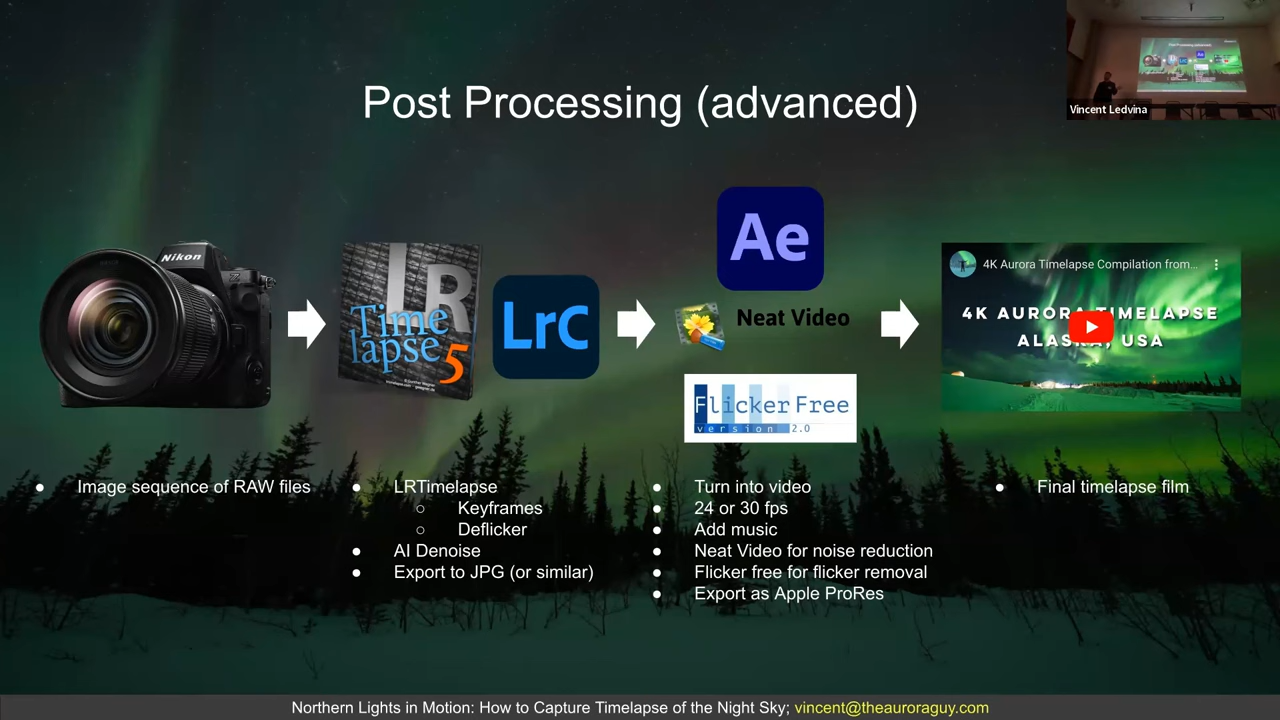 Post Processing (advanced)
Vincent Ledvina
Nikon
LR
Time
lapse 5
LrC
Ae
Neat Video
Flicker Free
version 2.0
4K Aurora Timelapse Compilation from...
4K AURORA TIMELAPSE
ALASKA, USA
● Image sequence of RAW files
● LRTimelapse
○ Keyframes
○ Deflicker
● AI Denoise
● Export to JPG (or similar)
● Turn into video
● 24 or 30 fps
● Add music
● Neat Video for noise reduction
● Flicker free for flicker removal
● Export as Apple ProRes
● Final timelapse film
Northern Lights in Motion: How to Capture Timelapse of the Night Sky; vincent@theauroraguy.com